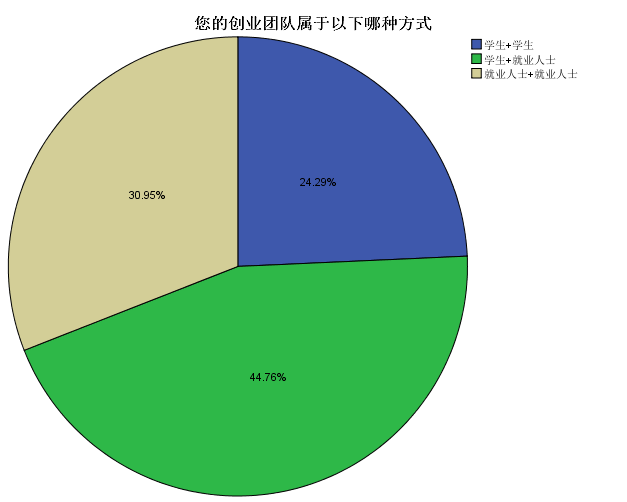 您的创业团队属于以下哪种方式
学生+学生
学生+就业人士
就业人士+就业人士
24.29%
30.95%
44.76%